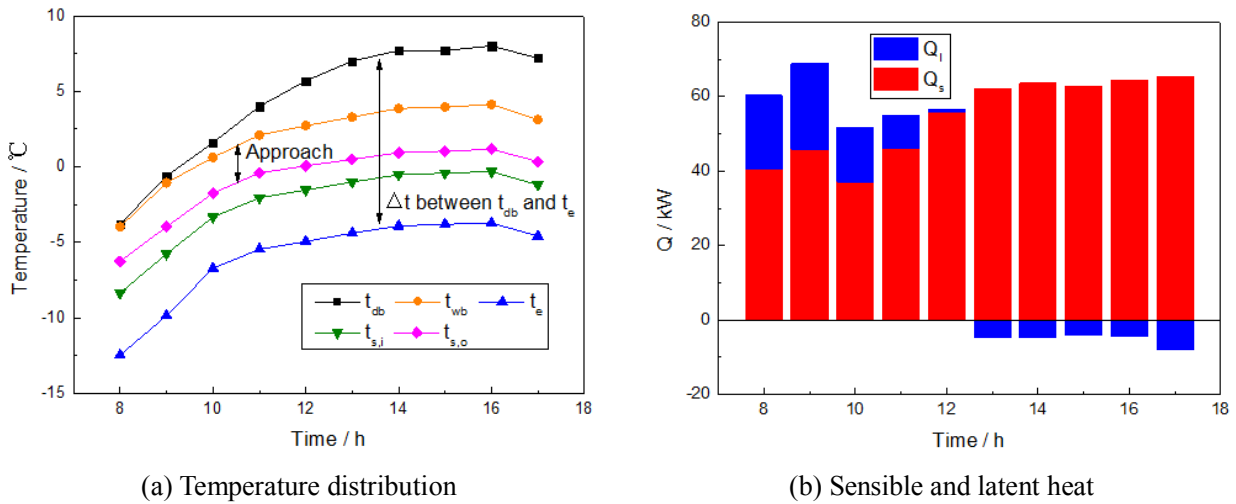 10
5
0
-5
-10
-15
Temperature / ℃
Approach
Δt between t_db and t_e
t_db t_wb t_e
t_s,i t_s,o
8 10 12 14 16 18
Time / h
(a) Temperature distribution
80
60
40
20
0
-20
Q / kW
Q_l
Q_s
8 10 12 14 16 18
Time / h
(b) Sensible and latent heat